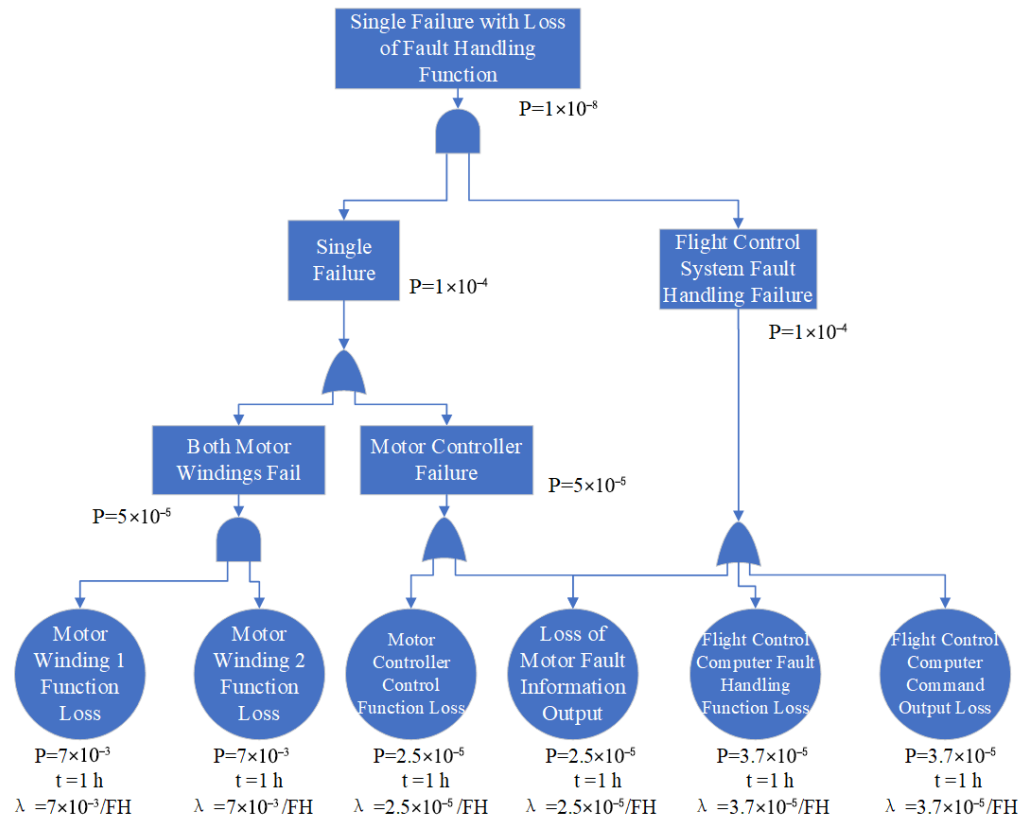 Single Failure with Loss
of Fault Handling
Function
P=1×10⁻⁸
Single
Failure
P=1×10⁻⁴
Flight Control
System Fault
Handling Failure
P=1×10⁻⁴
Both Motor
Windings Fail
P=5×10⁻⁵
Motor Controller
Failure
P=5×10⁻⁵
Motor
Winding 1
Function
Loss
P=7×10⁻³
t =1 h
λ =7×10⁻³/FH
Motor
Winding 2
Function
Loss
P=7×10⁻³
t =1 h
λ =7×10⁻³/FH
Motor
Controller
Control
Function Loss
P=2.5×10⁻⁵
t =1 h
λ =2.5×10⁻⁵/FH
Loss of
Motor Fault
Information
Output
P=2.5×10⁻⁵
t =1 h
λ =2.5×10⁻⁵/FH
Flight Control
Computer Fault
Handling
Function Loss
P=3.7×10⁻⁵
t =1 h
λ =3.7×10⁻⁵/FH
Flight Control
Computer
Command
Output Loss
P=3.7×10⁻⁵
t =1 h
λ =3.7×10⁻⁵/FH